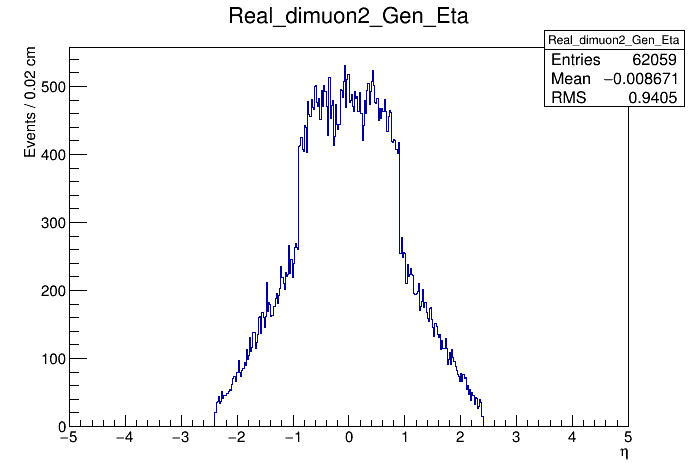 Real_dimuon2_Gen_Eta
Real_dimuon2_Gen_Eta
Entries 62059
Mean −0.008671
RMS 0.9405
Events / 0.02 cm
500
400
300
200
100
0
−5 −4 −3 −2 −1 0 1 2 3 4 5
η